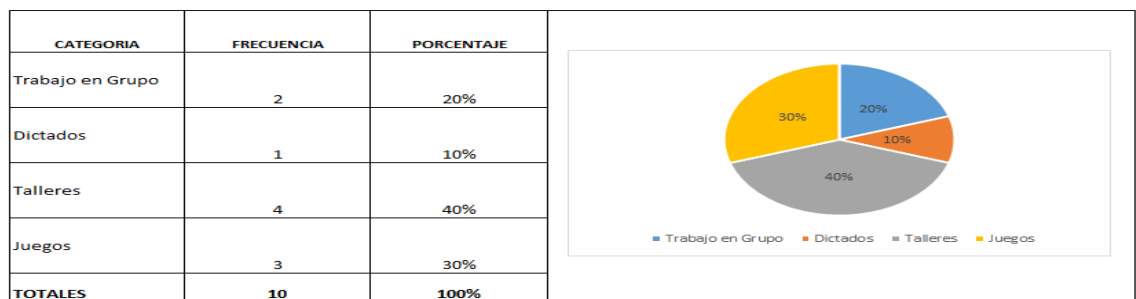 CATEGORIA FRECUENCIA PORCENTAJE
Trabajo en Grupo 2 20%
Dictados 1 10%
Talleres 4 40%
Juegos 3 30%
TOTALES 10 100%
20%
30%
10%
40%
Trabajo en Grupo Dictados Talleres Juegos